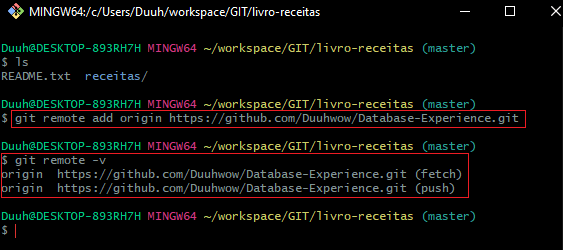 MINGW64:/c/Users/Duuh/workspace/GIT/livro-receitas
Duuh@DESKTOP-893RH7H MINGW64 ~/workspace/GIT/livro-receitas (master)
$ ls
README.txt  receitas/
Duuh@DESKTOP-893RH7H MINGW64 ~/workspace/GIT/livro-receitas (master)
$ git remote add origin https://github.com/Duuhwow/Database-Experience.git
Duuh@DESKTOP-893RH7H MINGW64 ~/workspace/GIT/livro-receitas (master)
$ git remote -v
origin  https://github.com/Duuhwow/Database-Experience.git (fetch)
origin  https://github.com/Duuhwow/Database-Experience.git (push)
Duuh@DESKTOP-893RH7H MINGW64 ~/workspace/GIT/livro-receitas (master)
$